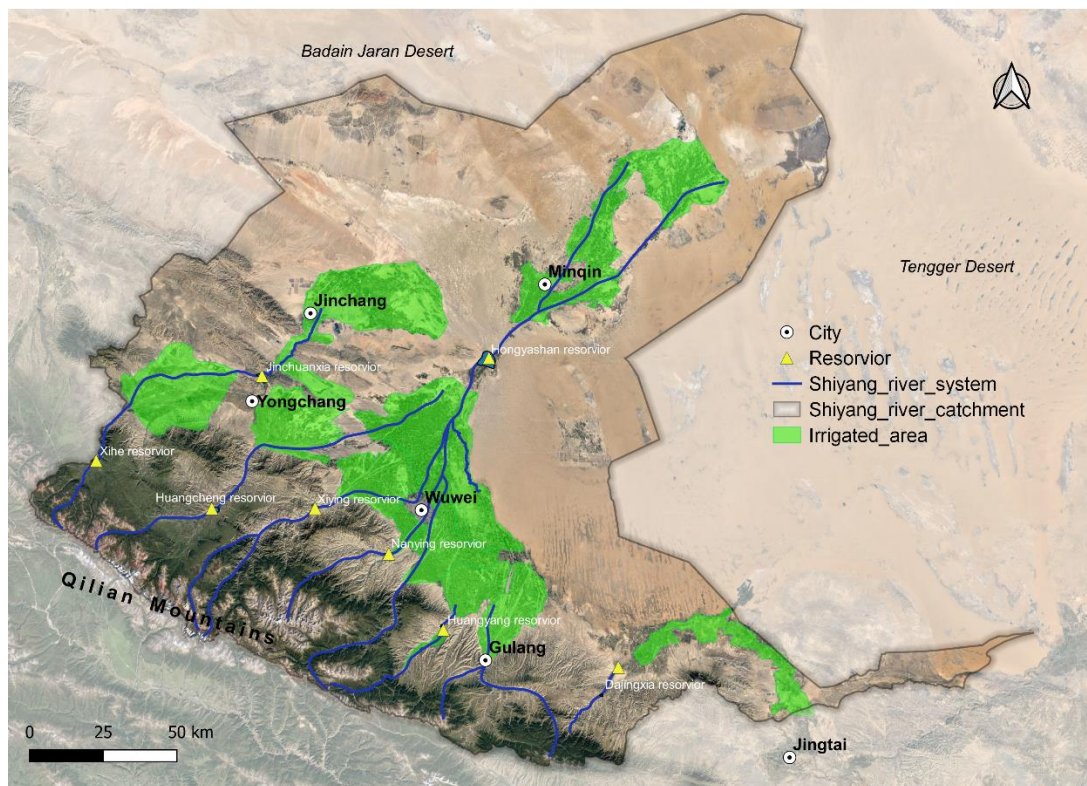 Badain Jaran Desert
Minqin
Tengger Desert
Jinchang
Hongyashan resorvior
City
Jinchuanxia resorvior
Resorvior
Yongchang
Shiyang_river_system
Shiyang_river_catchment
Irrigated_area
Xihe resorvior
Huangcheng resorvior
Xiying resorvior
Wuwei
Nanying resorvior
Qilian Mountains
Huangyang resorvior
Gulang
Dajingxia resorvior
0 25 50 km
Jingtai